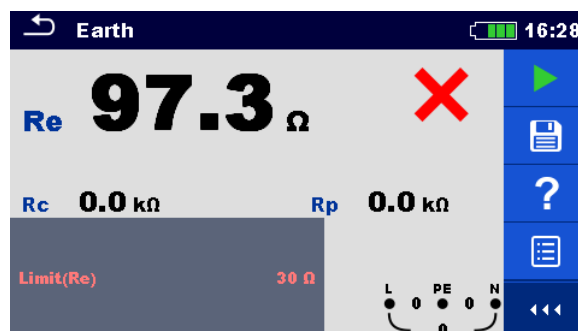 Earth 16:28
Re 97.3 Ω
Rc 0.0 kΩ Rp 0.0 kΩ
Limit(Re) 30 Ω
L PE N
0 0
0
?